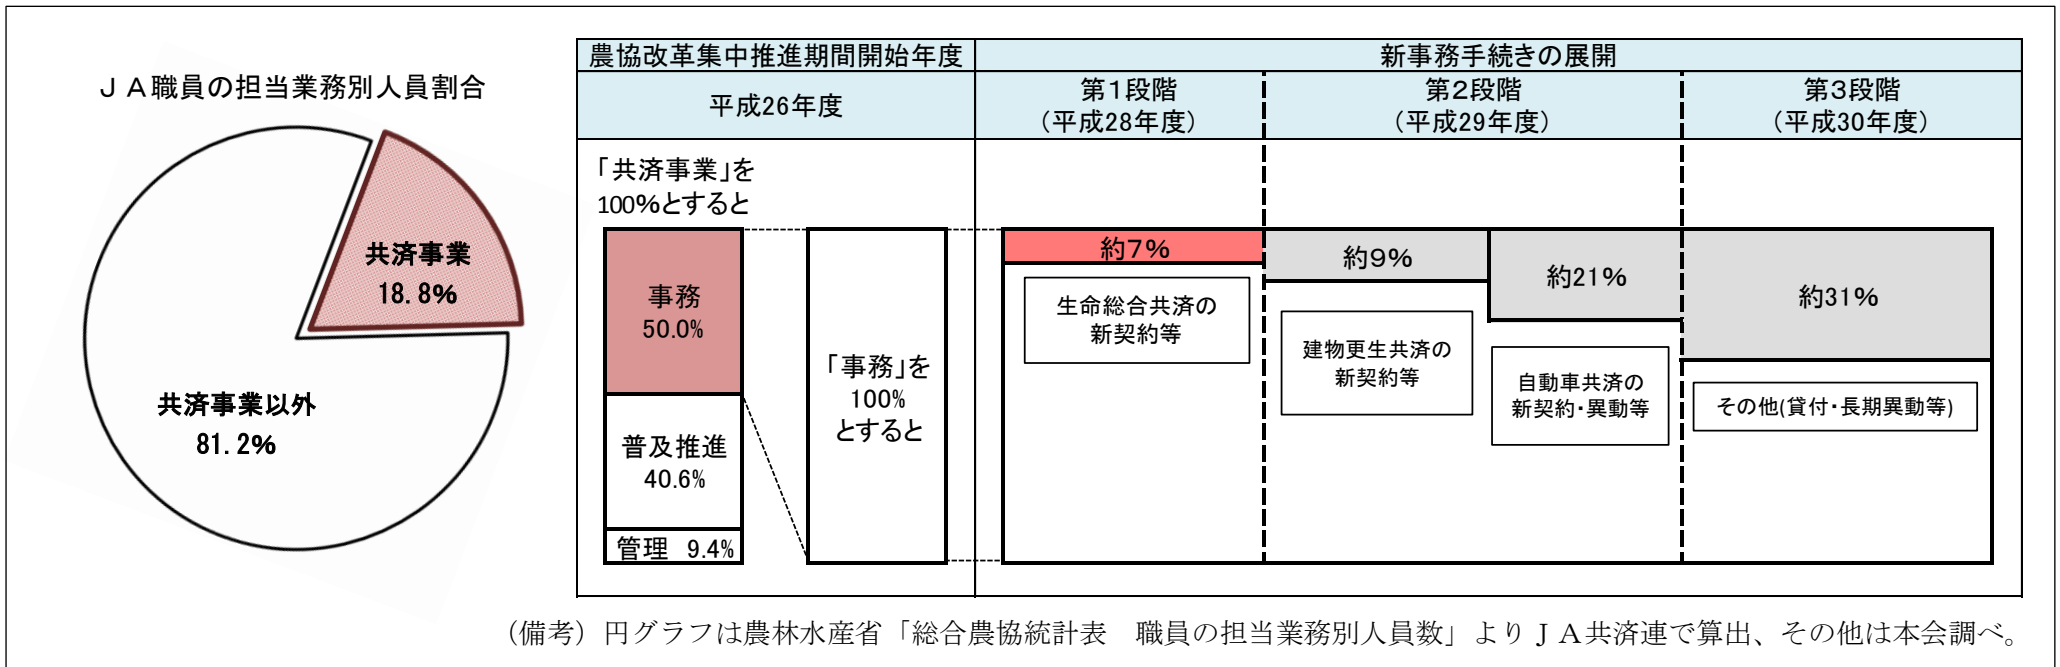 JA職員の担当業務別人員割合
共済事業
18.8%
共済事業以外
81.2%
農協改革集中推進期間開始年度
新事務手続きの展開
平成26年度
第1段階
(平成28年度)
第2段階
(平成29年度)
第3段階
(平成30年度)
「共済事業」を
100%とすると
事務
50.0%
普及推進
40.6%
管理 9.4%
「事務」を
100%
とすると
約7%
生命総合共済の
新契約等
約9%
建物更生共済の
新契約等
約21%
自動車共済の
新契約・異動等
約31%
その他(貸付・長期異動等)
(備考)円グラフは農林水産省「総合農協統計表 職員の担当業務別人員数」よりJA共済連で算出、その他は本会調べ。